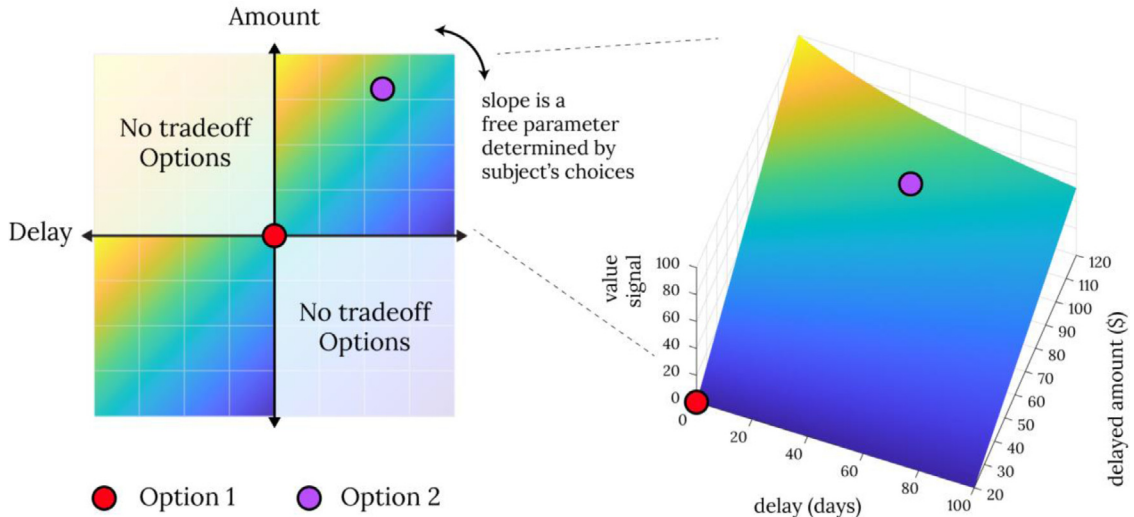 Amount
No tradeoff
Options
slope is a
free parameter
determined by
subject's choices
Delay
No tradeoff
Options
Option 1
Option 2
value
signal
100
80
60
40
20
0
0
20
40
60
80
100
delay (days)
20
30
40
50
60
70
80
90
100
110
120
delayed amount ($)